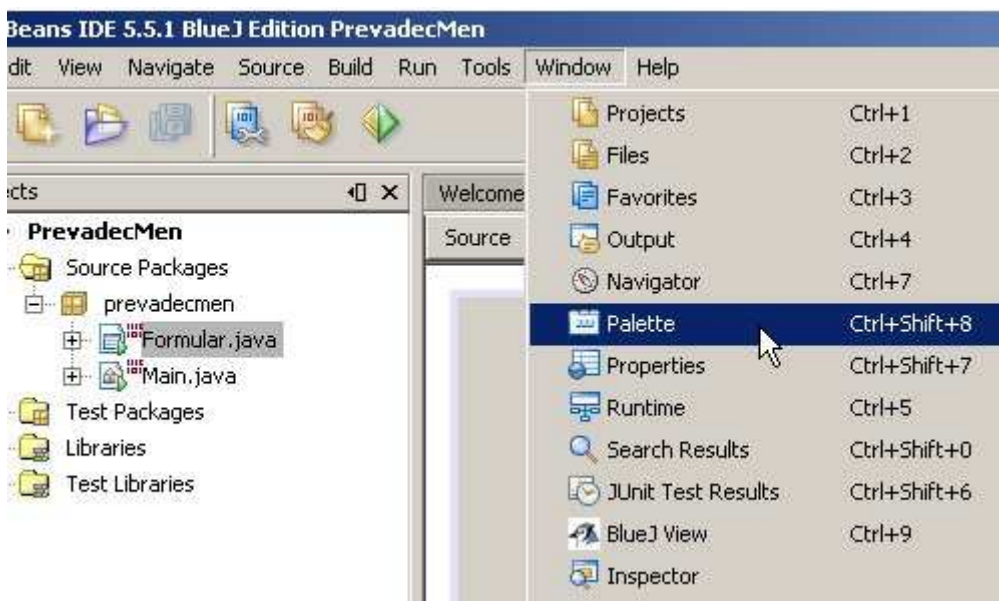 Beans IDE 5.5.1 BlueJ Edition PrevadecMen
dit View Navigate Source Build Run Tools Window Help
cts
PrevadecMen
Source Packages
prevadecmen
Formular.java
Main.java
Test Packages
Libraries
Test Libraries
Welcome
Source
Projects Ctrl+1
Files Ctrl+2
Favorites Ctrl+3
Output Ctrl+4
Navigator Ctrl+7
Palette Ctrl+Shift+8
Properties Ctrl+Shift+7
Runtime Ctrl+5
Search Results Ctrl+Shift+0
JUnit Test Results Ctrl+Shift+6
BlueJ View Ctrl+9
Inspector